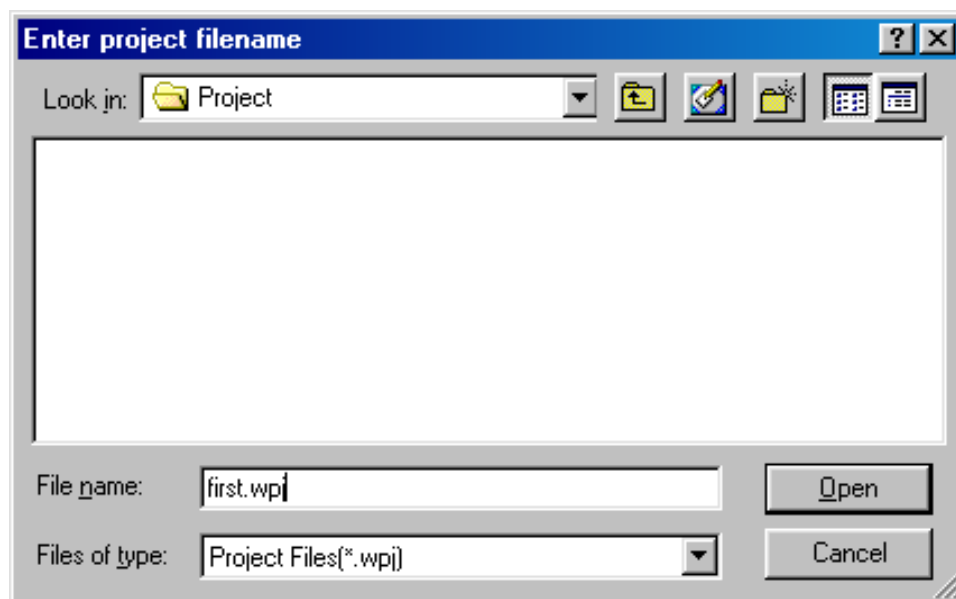 Enter project filename
Look in: Project
File name: first.wpj
Open
Files of type: Project Files(*.wpj)
Cancel